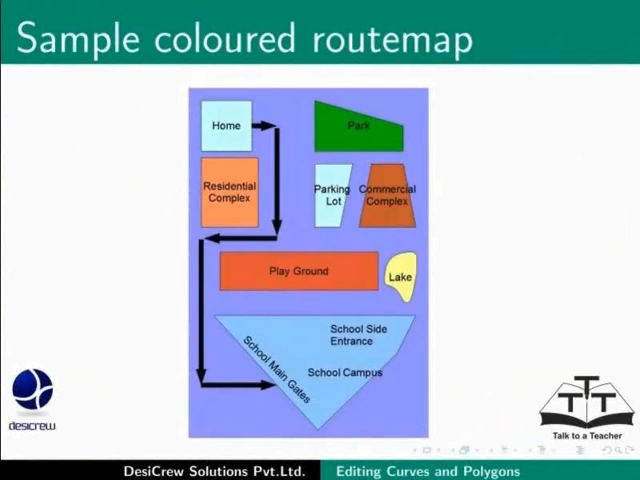 Sample coloured routemap
Home
Park
Residential
Complex
Parking
Lot
Commercial
Complex
Play Ground
Lake
School Side
Entrance
School Main Gates
School Campus
desicrew
TTT
Talk to a Teacher
DesiCrew Solutions Pvt.Ltd.
Editing Curves and Polygons